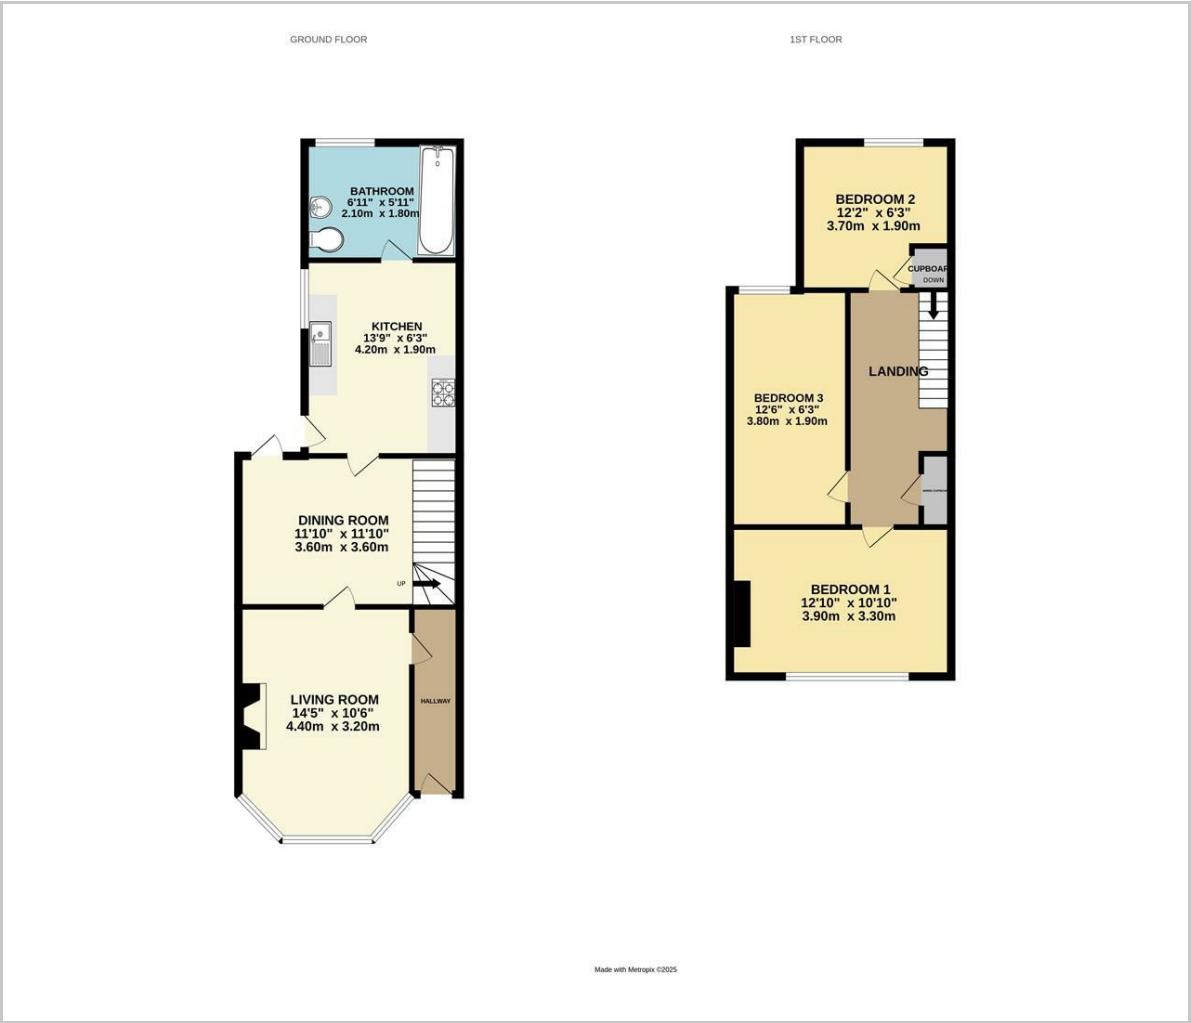 GROUND FLOOR
1ST FLOOR
BATHROOM
6'11" x 5'11"
2.10m x 1.80m
KITCHEN
13'9" x 6'3"
4.20m x 1.90m
DINING ROOM
11'10" x 11'10"
3.60m x 3.60m
UP
LIVING ROOM
14'5" x 10'6"
4.40m x 3.20m
HALLWAY
BEDROOM 2
12'2" x 6'3"
3.70m x 1.90m
CUPBOAR
DOWN
LANDING
BEDROOM 3
12'6" x 6'3"
3.80m x 1.90m
BEDROOM 1
12'10" x 10'10"
3.90m x 3.30m
Made with Metropix ©2025